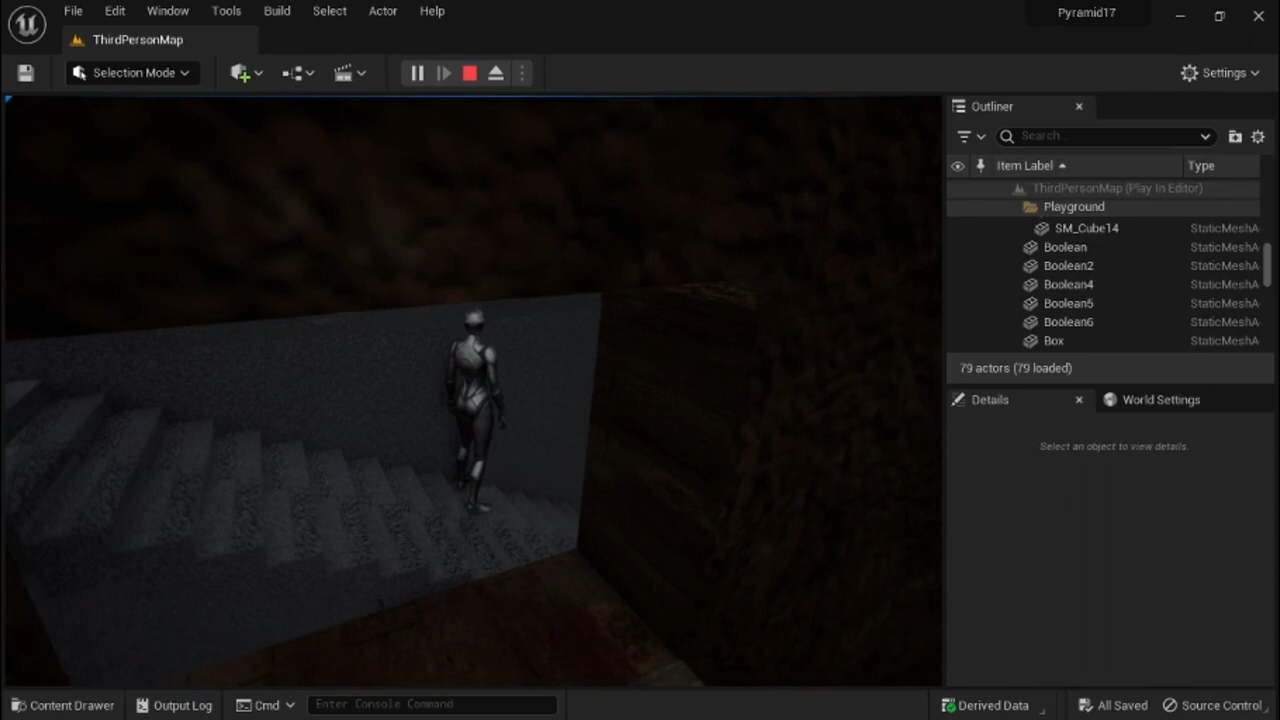 File Edit Window Tools Build Select Actor Help
Pyramid17
ThirdPersonMap
Selection Mode
Settings
Outliner
Search...
Item Label Type
ThirdPersonMap (Play In Editor)
Playground
SM_Cube14 StaticMeshA
Boolean StaticMeshA
Boolean2 StaticMeshA
Boolean4 StaticMeshA
Boolean5 StaticMeshA
Boolean6 StaticMeshA
Box StaticMeshA
79 actors (79 loaded)
Details World Settings
Select an object to view details.
Content Drawer Output Log Cmd Enter Console Command Derived Data All Saved Source Control